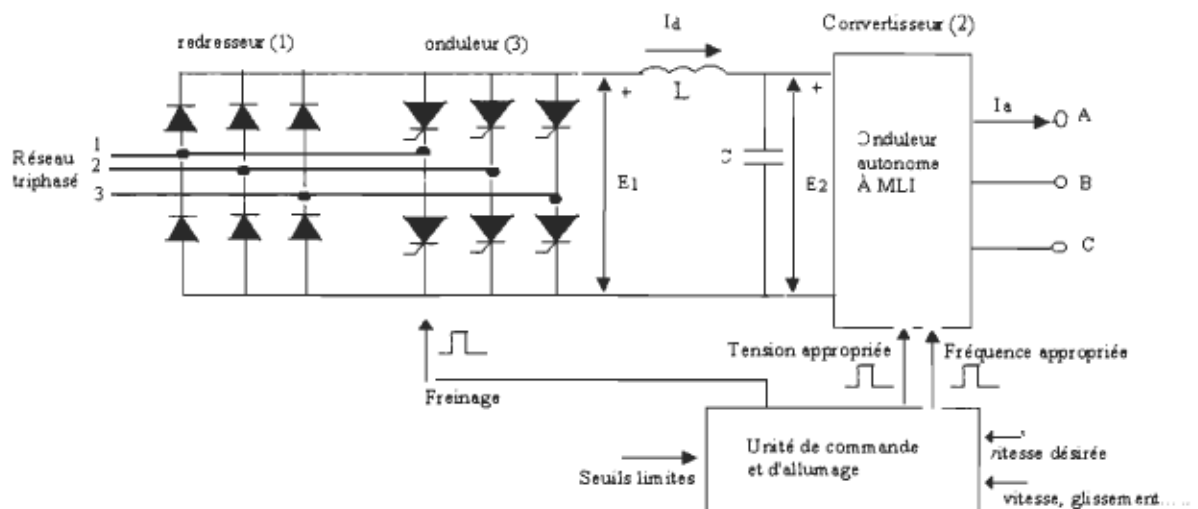 redresseur (1)
onduleur (3)
Id
Convertisseur (2)
+
L
+
Ia
A
Réseau
triphasé
1
2
3
E1
E2
Onduleur
autonome
À MLI
B
C
Tension appropriée
Fréquence appropriée
Freinage
Unité de commande
et d'allumage
Seuils limites
désirée
vitesse, glissement.....